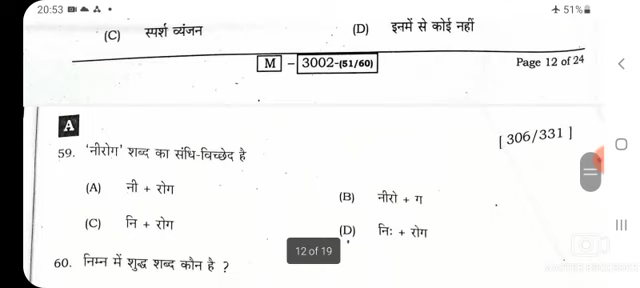 20:53
51%
(C) स्पर्श व्यंजन (D) इनमें से कोई नहीं
M - 3002-(51/60) Page 12 of 24
A
[ 306/331 ]
59. 'नीरोग' शब्द का संधि-विच्छेद है
(A) नी + रोग (B) नीरो + ग
(C) नि + रोग (D) निः + रोग
12 of 19
60. निम्न में शुद्ध शब्द कौन है ?